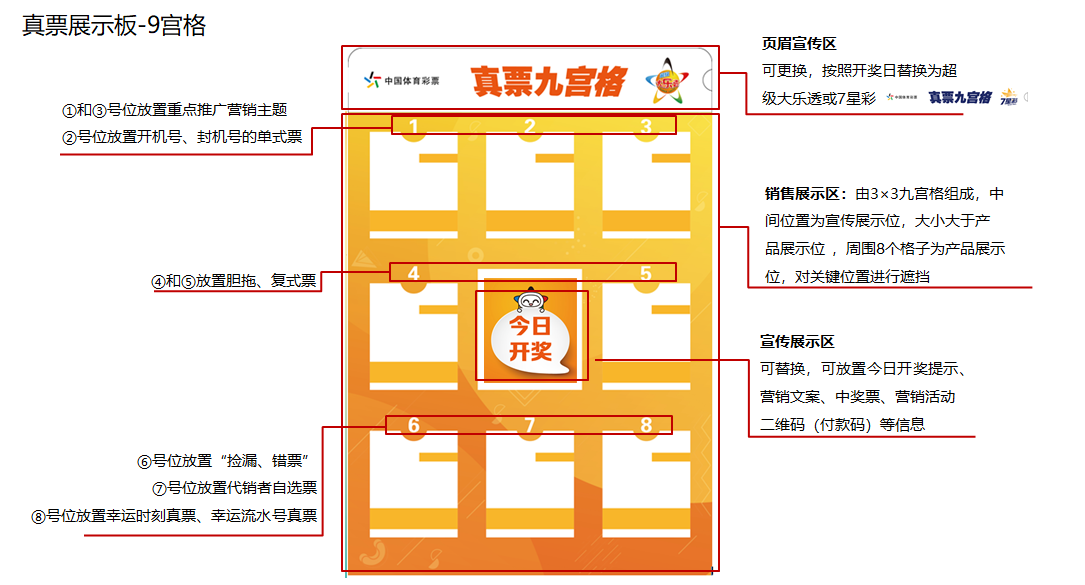 真票展示板-9宫格
中国体育彩票
真票九宫格
大乐透
①和③号位放置重点推广营销主题
②号位放置开机号、封机号的单式票
1 2 3
④和⑤放置胆拖、复式票
4 5
今日
开奖
6 7 8
⑥号位放置“捡漏、错票”
⑦号位放置代销者自选票
⑧号位放置幸运时刻真票、幸运流水号真票
页眉宣传区
可更换，按照开奖日替换为超
级大乐透或7星彩 中国体育彩票 真票九宫格 7星彩
销售展示区：由3×3九宫格组成，中
间位置为宣传展示位，大小大于产
品展示位 ，周围8个格子为产品展示
位，对关键位置进行遮挡
宣传展示区
可替换，可放置今日开奖提示、
营销文案、中奖票、营销活动
二维码（付款码）等信息